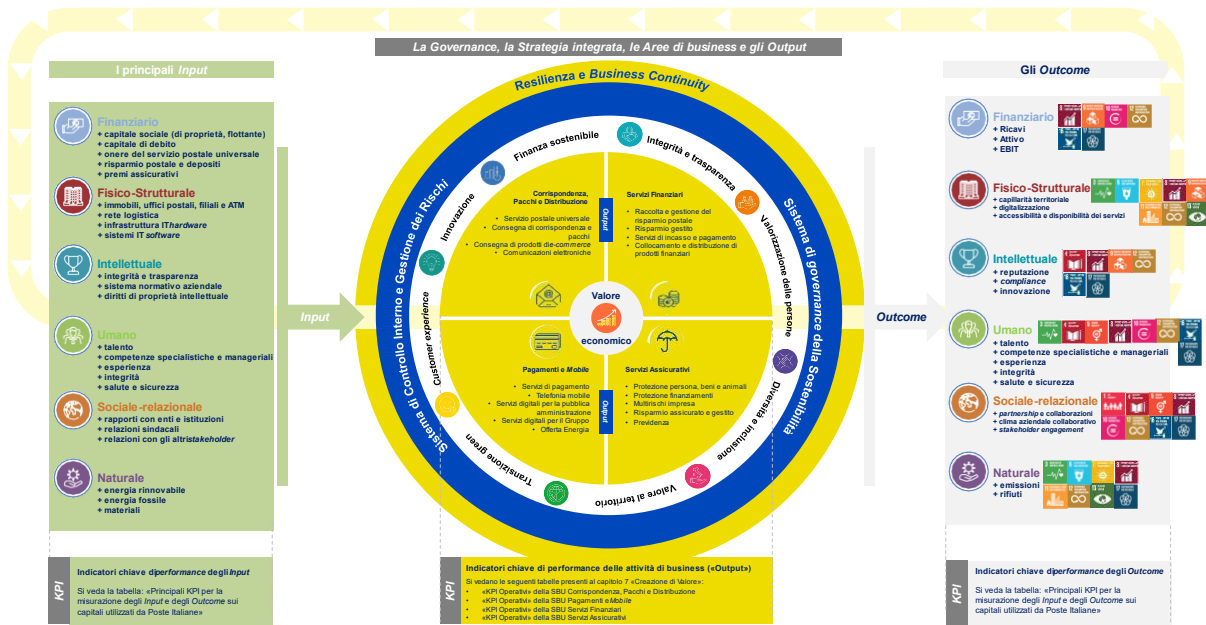 La Governance, la Strategia integrata, le Aree di business e gli Output
I principali Input
Finanziario
+ capitale sociale (di proprietà, flottante)
+ capitale di debito
+ onere del servizio postale universale
+ risparmio postale e depositi
+ premi assicurativi
Fisico-Strutturale
+ immobili, uffici postali, filiali e ATM
+ rete logistica
+ infrastruttura IT hardware
+ sistemi IT software
Intellettuale
+ integrità e trasparenza
+ sistema normativo aziendale
+ diritti di proprietà intellettuale
Umano
+ talento
+ competenze specialistiche e manageriali
+ esperienza
+ integrità
+ salute e sicurezza
Sociale-relazionale
+ rapporti con enti e istituzioni
+ relazioni sindacali
+ relazioni con gli altri stakeholder
Naturale
+ energia rinnovabile
+ energia fossile
+ materiali
KPI
Indicatori chiave di performance degli Input
Si veda la tabella: «Principali KPI per la
misurazione degli Input e degli Outcome sui
capitali utilizzati da Poste Italiane»
Input
Resilienza e Business Continuity
Sistema di Controllo Interno e Gestione dei Rischi
Sistema di governance della Sostenibilità
Finanza sostenibile
Integrità e trasparenza
Valorizzazione delle persone
Diversità e inclusione
Valore al territorio
Transizione green
Customer experience
Innovazione
Corrispondenza,
Pacchi e Distribuzione
• Servizio postale universale
• Consegna di corrispondenza e
pacchi
• Consegna di prodotti di e-commerce
• Comunicazioni elettroniche
Output
Servizi Finanziari
• Raccolta e gestione del
risparmio postale
• Risparmio gestito
• Servizi di incasso e pagamento
• Collocamento e distribuzione di
prodotti finanziari
Valore
economico
Pagamenti e Mobile
• Servizi di pagamento
• Telefonia mobile
• Servizi digitali per la pubblica
amministrazione
• Servizi digitali per il Gruppo
• Offerta Energia
Output
Servizi Assicurativi
• Protezione persona, beni e animali
• Protezione finanziamenti
• Multirischi impresa
• Risparmio assicurato e gestito
• Previdenza
KPI
Indicatori chiave di performance delle attività di business («Output»)
Si vedano le seguenti tabelle presenti al capitolo 7 «Creazione di Valore»:
• «KPI Operativi» della SBU Corrispondenza, Pacchi e Distribuzione
• «KPI Operativi» della SBU Pagamenti e Mobile
• «KPI Operativi» della SBU Servizi Finanziari
• «KPI Operativi» della SBU Servizi Assicurativi
Outcome
Gli Outcome
Finanziario
+ Ricavi
+ Attivo
+ EBIT
Fisico-Strutturale
+ capillarità territoriale
+ digitalizzazione
+ accessibilità e disponibilità dei servizi
Intellettuale
+ reputazione
+ compliance
+ innovazione
Umano
+ talento
+ competenze specialistiche e manageriali
+ esperienza
+ integrità
+ salute e sicurezza
Sociale-relazionale
+ partnership e collaborazioni
+ clima aziendale collaborativo
+ stakeholder engagement
Naturale
+ emissioni
+ rifiuti
KPI
Indicatori chiave di performance degli Outcome
Si veda la tabella: «Principali KPI per la
misurazione degli Input e degli Outcome sui
capitali utilizzati da Poste Italiane»